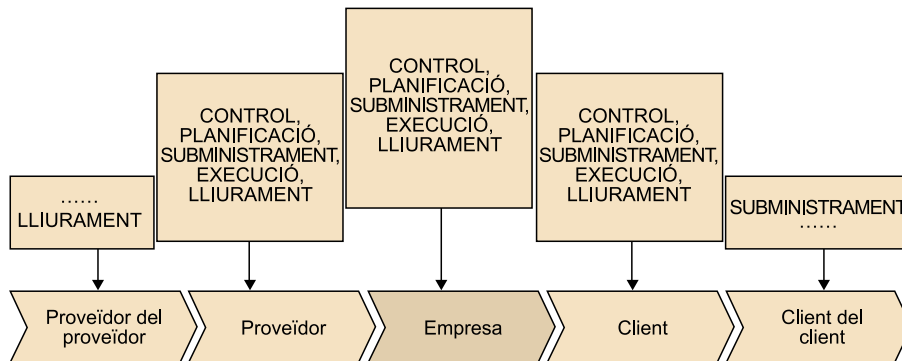 ……
LLIURAMENT
CONTROL,
PLANIFICACIÓ,
SUBMINISTRAMENT,
EXECUCIÓ,
LLIURAMENT
CONTROL,
PLANIFICACIÓ,
SUBMINISTRAMENT,
EXECUCIÓ,
LLIURAMENT
CONTROL,
PLANIFICACIÓ,
SUBMINISTRAMENT,
EXECUCIÓ,
LLIURAMENT
SUBMINISTRAMENT
……
Proveïdor del
proveïdor
Proveïdor
Empresa
Client
Client del
client